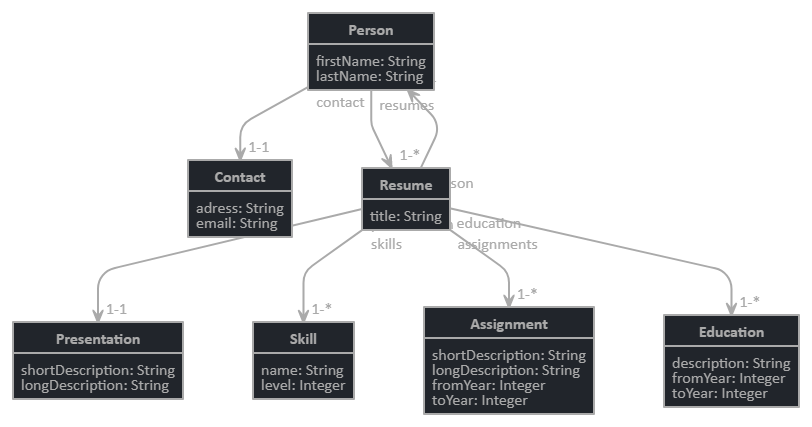 Person
firstName: String
lastName: String
contact
resumes
1-1
1-*
Contact
adress: String
email: String
Resume
title: String
son
education
skills
assignments
1-1
1-*
1-*
1-*
Presentation
shortDescription: String
longDescription: String
Skill
name: String
level: Integer
Assignment
shortDescription: String
longDescription: String
fromYear: Integer
toYear: Integer
Education
description: String
fromYear: Integer
toYear: Integer